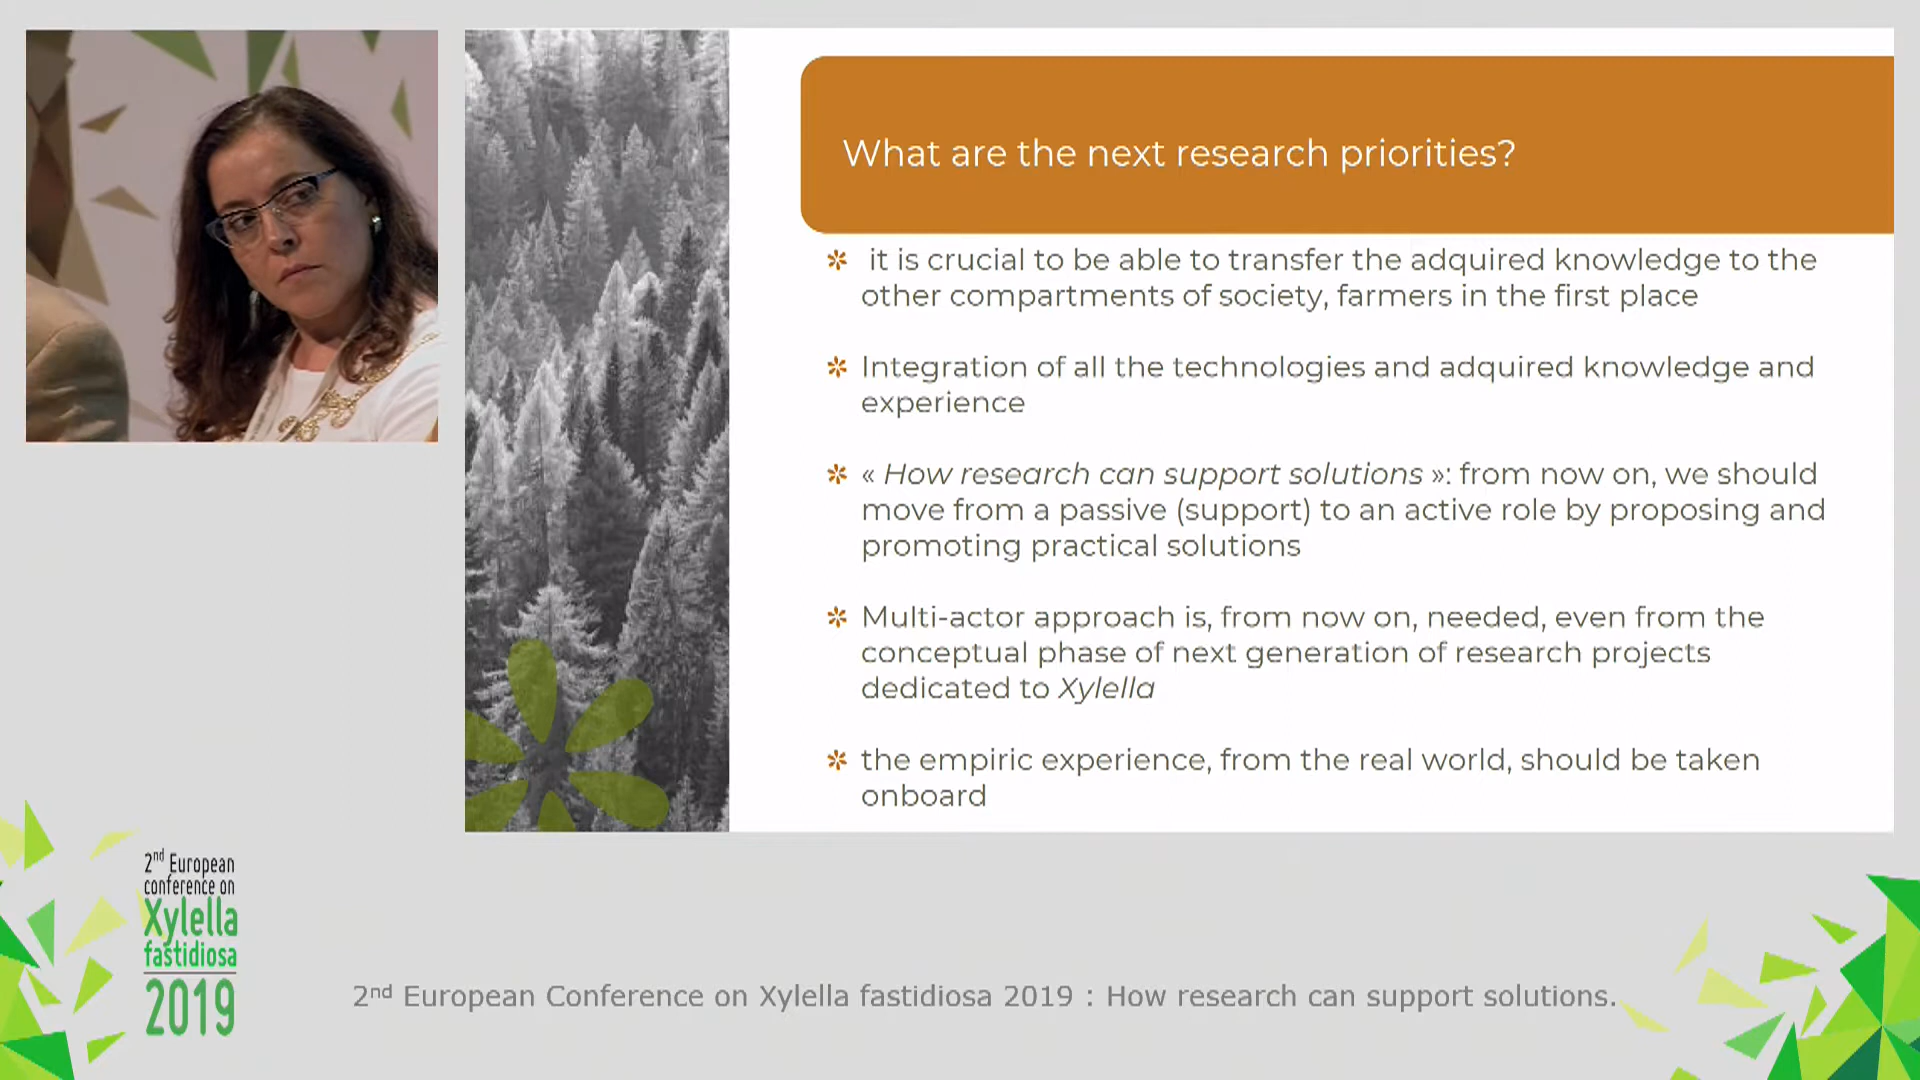 What are the next research priorities?
it is crucial to be able to transfer the adquired knowledge to the
other compartments of society, farmers in the first place
Integration of all the technologies and adquired knowledge and
experience
« How research can support solutions »: from now on, we should
move from a passive (support) to an active role by proposing and
promoting practical solutions
Multi-actor approach is, from now on, needed, even from the
conceptual phase of next generation of research projects
dedicated to Xylella
the empiric experience, from the real world, should be taken
onboard
2nd European
conference on
Xylella
fastidiosa
2019
2nd European Conference on Xylella fastidiosa 2019 : How research can support solutions.